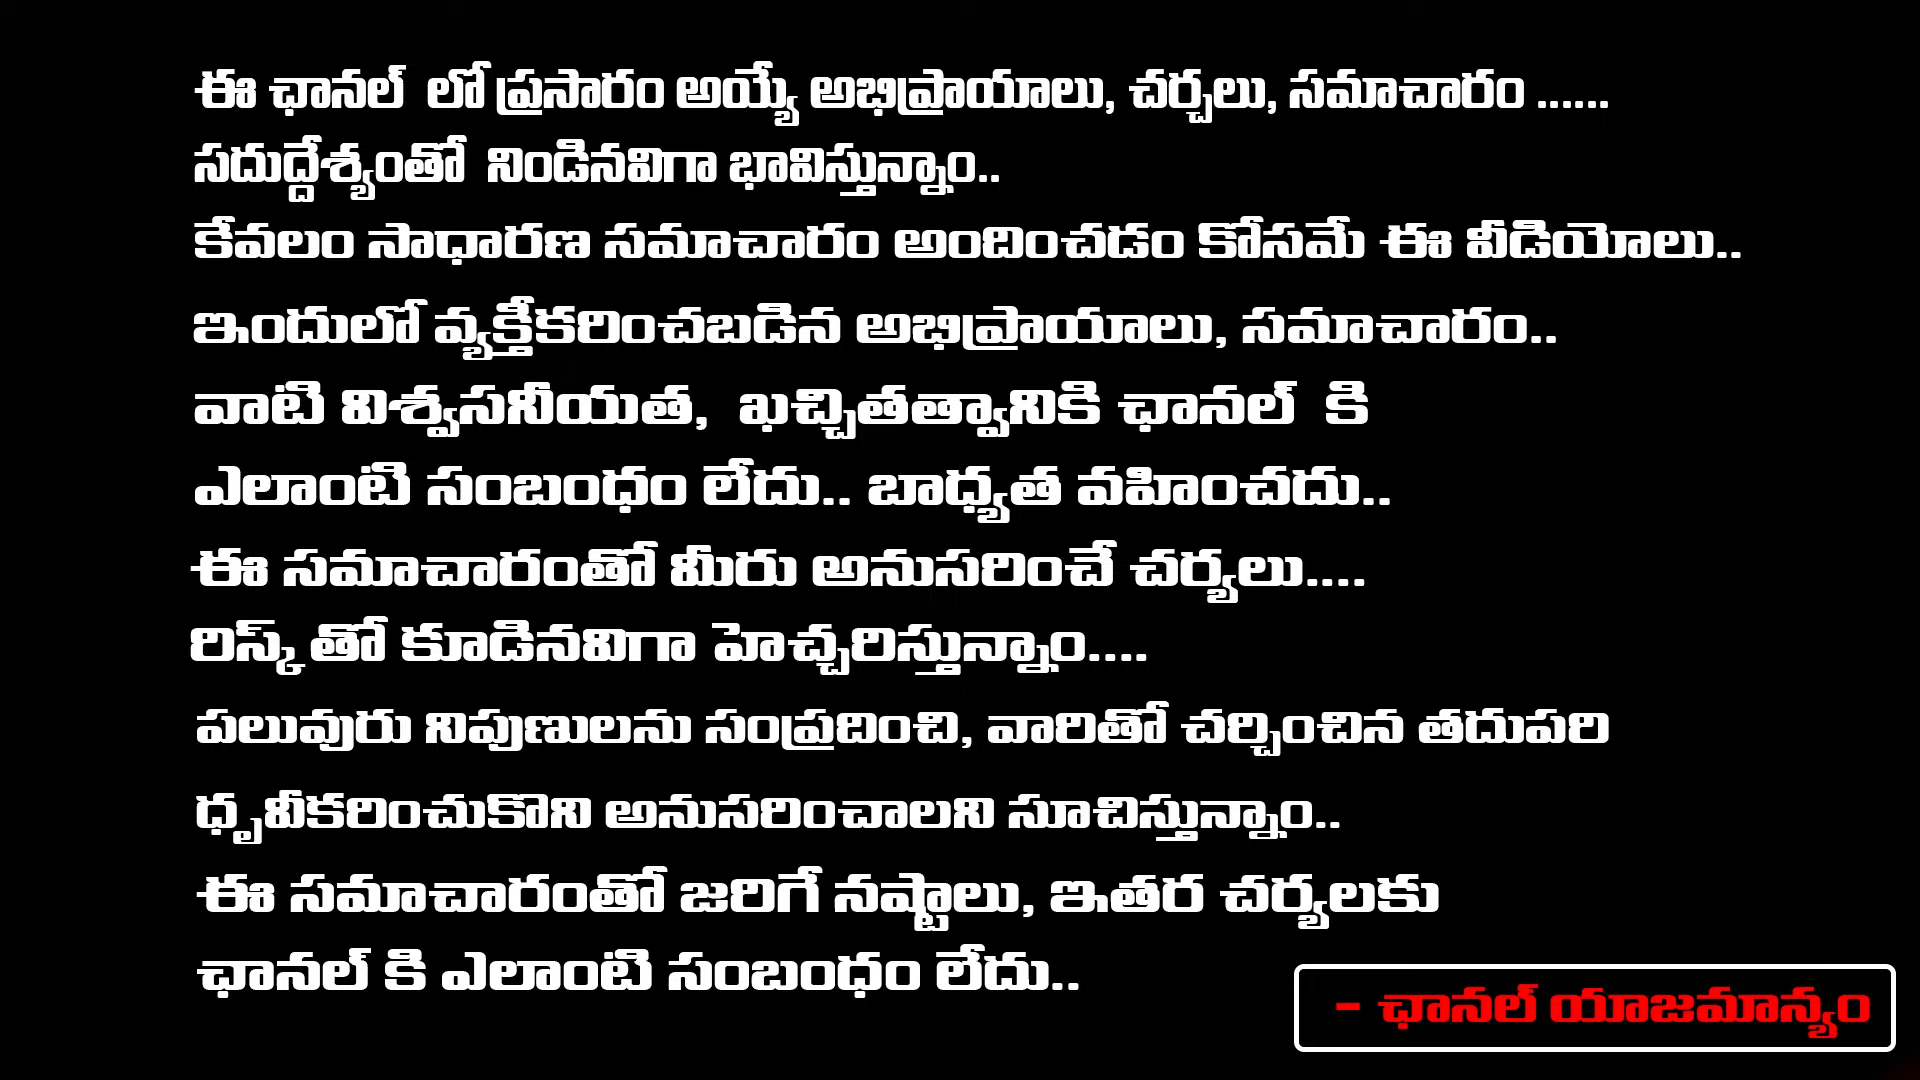 ఈ ఛానల్ లో ప్రసారం అయ్యే అభిప్రాయాలు, చర్చలు, సమాచారం ......
సదుద్దేశ్యంతో నిండినవిగా భావిస్తున్నాం..
కేవలం సాధారణ సమాచారం అందించడం కోసమే ఈ వీడియోలు..
ఇందులో వ్యక్తీకరించబడిన అభిప్రాయాలు, సమాచారం..
వాటి విశ్వసనీయత, ఖచ్చితత్వానికి ఛానల్ కి
ఎలాంటి సంబంధం లేదు.. బాధ్యత వహించదు..
ఈ సమాచారంతో మీరు అనుసరించే చర్యలు....
రిస్క్ తో కూడినవిగా హెచ్చరిస్తున్నాం....
పలువురు నిపుణులను సంప్రదించి, వారితో చర్చించిన తదుపరి
ధృవీకరించుకొని అనుసరించాలని సూచిస్తున్నాం..
ఈ సమాచారంతో జరిగే నష్టాలు, ఇతర చర్యలకు
ఛానల్ కి ఎలాంటి సంబంధం లేదు..
- ఛానల్ యాజమాన్యం